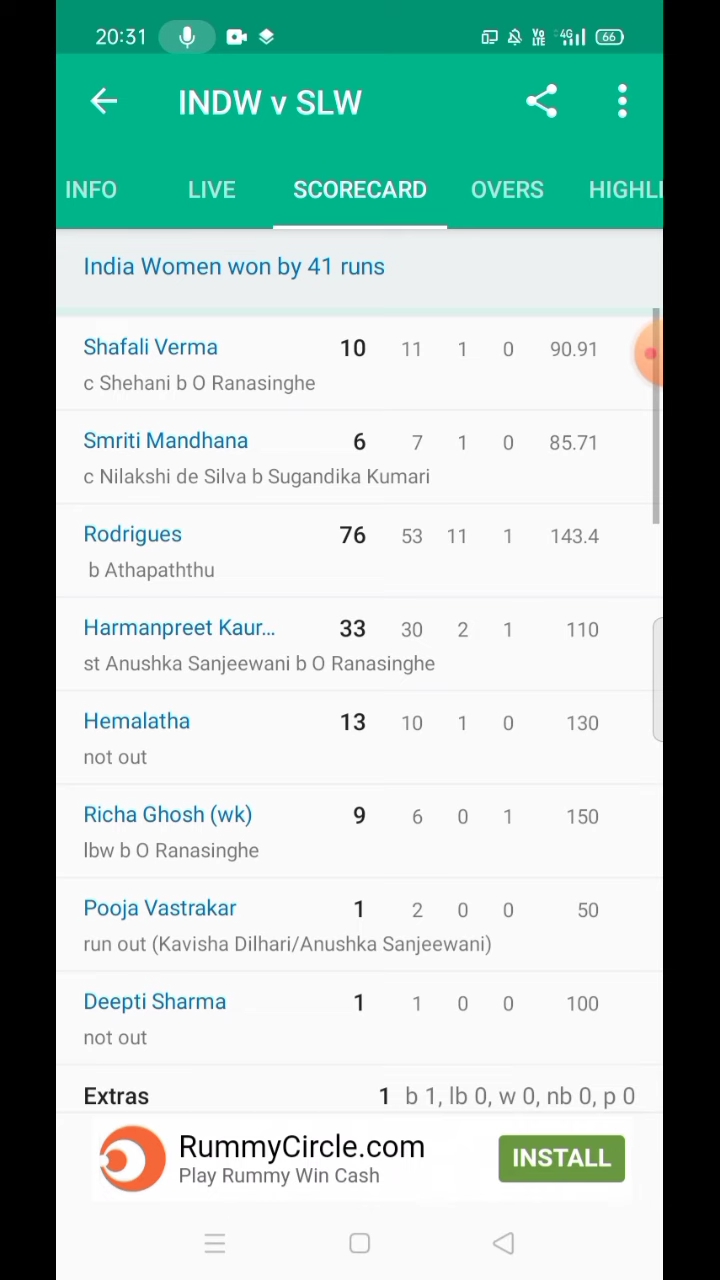 20:31 VoLTE 4G 66
INDW v SLW
INFO LIVE SCORECARD OVERS HIGHLI
India Women won by 41 runs
Shafali Verma 10 11 1 0 90.91
c Shehani b O Ranasinghe
Smriti Mandhana 6 7 1 0 85.71
c Nilakshi de Silva b Sugandika Kumari
Rodrigues 76 53 11 1 143.4
b Athapaththu
Harmanpreet Kaur... 33 30 2 1 110
st Anushka Sanjeewani b O Ranasinghe
Hemalatha 13 10 1 0 130
not out
Richa Ghosh (wk) 9 6 0 1 150
lbw b O Ranasinghe
Pooja Vastrakar 1 2 0 0 50
run out (Kavisha Dilhari/Anushka Sanjeewani)
Deepti Sharma 1 1 0 0 100
not out
Extras 1 b 1, lb 0, w 0, nb 0, p 0
RummyCircle.com
Play Rummy Win Cash
INSTALL